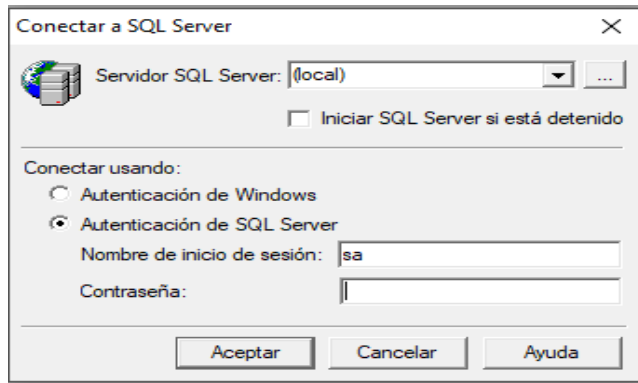 Conectar a SQL Server
Servidor SQL Server: (local) ...
Iniciar SQL Server si está detenido
Conectar usando:
Autenticación de Windows
Autenticación de SQL Server
Nombre de inicio de sesión: sa
Contraseña:
Aceptar Cancelar Ayuda